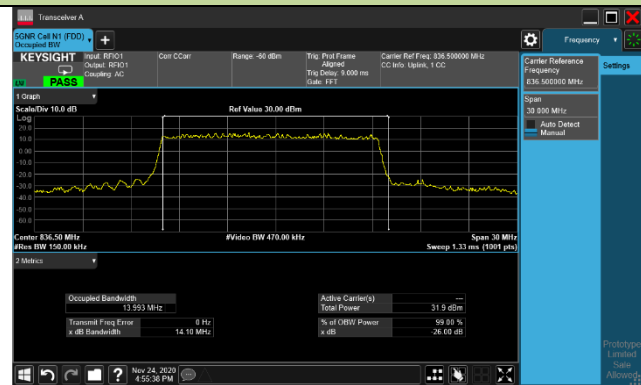 Transceiver A
5GNR Cell N1 (FDD)
Occupied BW
Frequency
KEYSIGHT
Input: RFIO1
Output: RFIO1
Coupling: AC
Corr CCorr
Range: -60 dBm
Trig: Prot Frame
Aligned
Trig Delay: 9.000 ms
Gate: FFT
Carrier Ref Freq: 836.500000 MHz
CC Info: Uplink, 1 CC
LV PASS
Carrier Reference
Frequency
836.500000 MHz
Settings
Span
30.000 MHz
Auto Detect
Manual
1 Graph
Scale/Div 10.0 dB
Ref Value 30.00 dBm
Log
20.0
10.0
0.00
-10.0
-20.0
-30.0
-40.0
-50.0
-60.0
Center 836.50 MHz
#Video BW 470.00 kHz
Span 30 MHz
#Res BW 150.00 kHz
Sweep 1.33 ms (1001 pts)
2 Metrics
Occupied Bandwidth
13.993 MHz
Active Carrier(s)
---
Total Power
31.9 dBm
Transmit Freq Error
0 Hz
x dB Bandwidth
14.10 MHz
% of OBW Power
99.00 %
x dB
-26.00 dB
Prototype
Limited
Sale
Allowed
Nov 24, 2020
4:55:38 PM